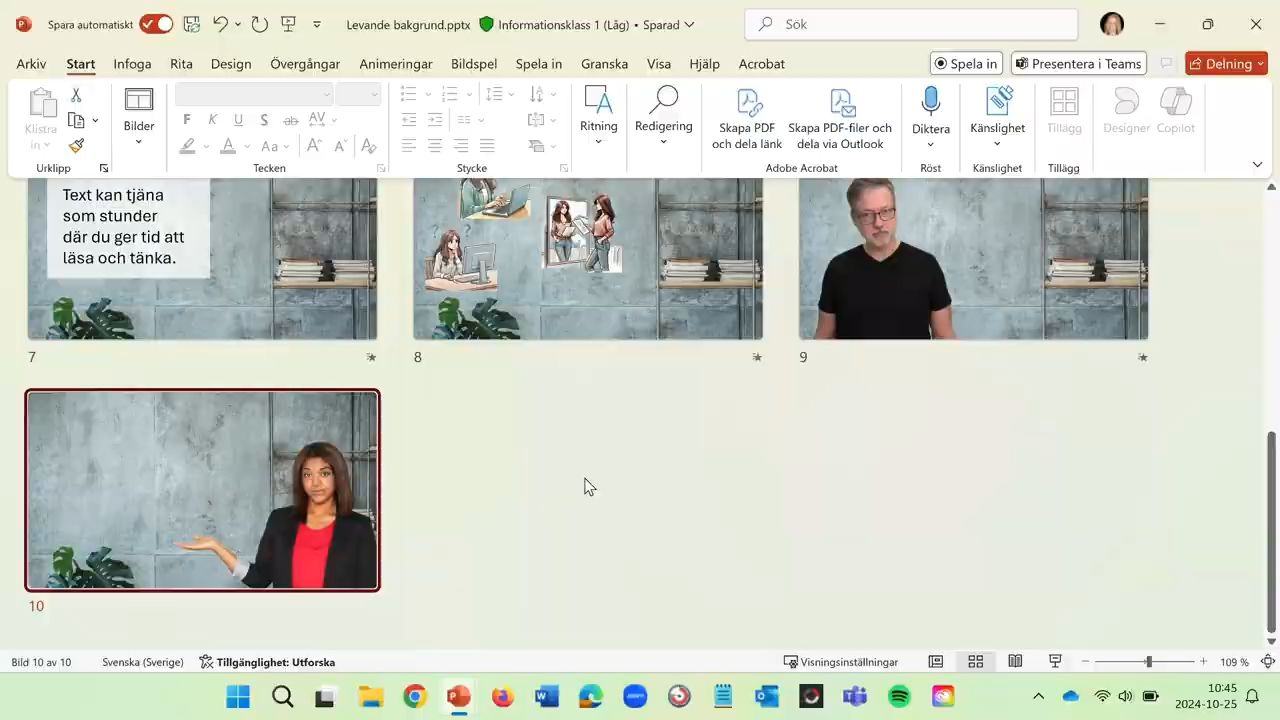 Spara automatiskt
Levande bakgrund.pptx
Informationsklass 1 (Låg) • Sparad
Sök
Arkiv Start Infoga Rita Design Övergångar Animeringar Bildspel Spela in Granska Visa Hjälp Acrobat
Spela in
Presentera i Teams
Delning
Klistra
Bilder
F K U S ab AV
Aa A A A
Ritning
Redigering
Skapa PDF
och dela länk
Skapa PDF-filer och
dela via Outlook
Diktera
Känslighet
Tillägg
Designer
Urklipp
Tecken
Stycke
Adobe Acrobat
Röst
Känslighet
Tillägg
Text kan tjäna
som stunder
där du ger tid att
läsa och tänka.
7
8
9
10
Bild 10 av 10
Svenska (Sverige)
Tillgänglighet: Utforska
Visningsinställningar
109 %
10:45
2024-10-25